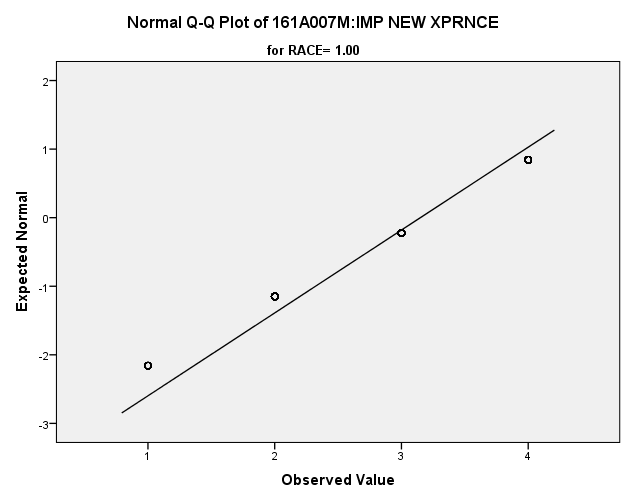 Normal Q-Q Plot of 161A007M:IMP NEW XPRNCE
for RACE= 1.00
Expected Normal
2
1
0
-1
-2
-3
1 2 3 4
Observed Value